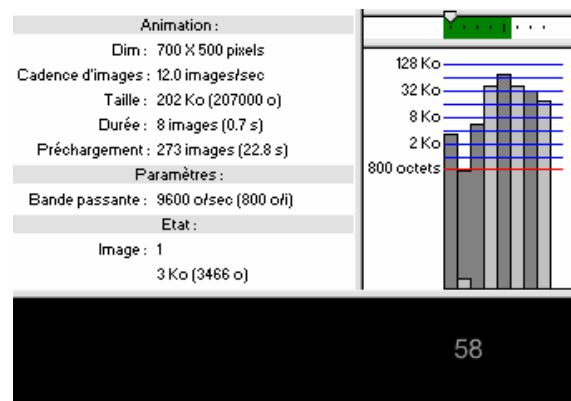 Animation :
Dim : 700 X 500 pixels
Cadence d'images : 12.0 images/sec
Taille : 202 Ko (207000 o)
Durée : 8 images (0.7 s)
Préchargement : 273 images (22.8 s)
Paramètres :
Bande passante : 9600 o/sec (800 o/i)
Etat :
Image : 1
3 Ko (3466 o)
128 Ko
32 Ko
8 Ko
2 Ko
800 octets
58